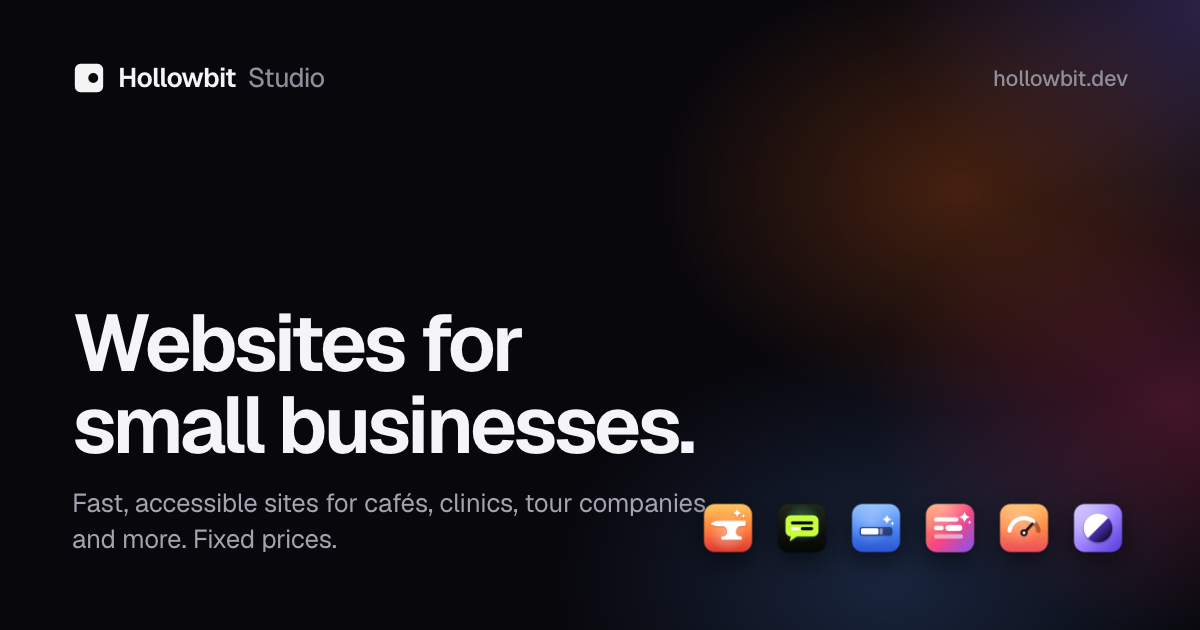 Hollowbit Studio
hollowbit.dev
Websites for
small businesses.
Fast, accessible sites for cafés, clinics, tour companies,
and more. Fixed prices.